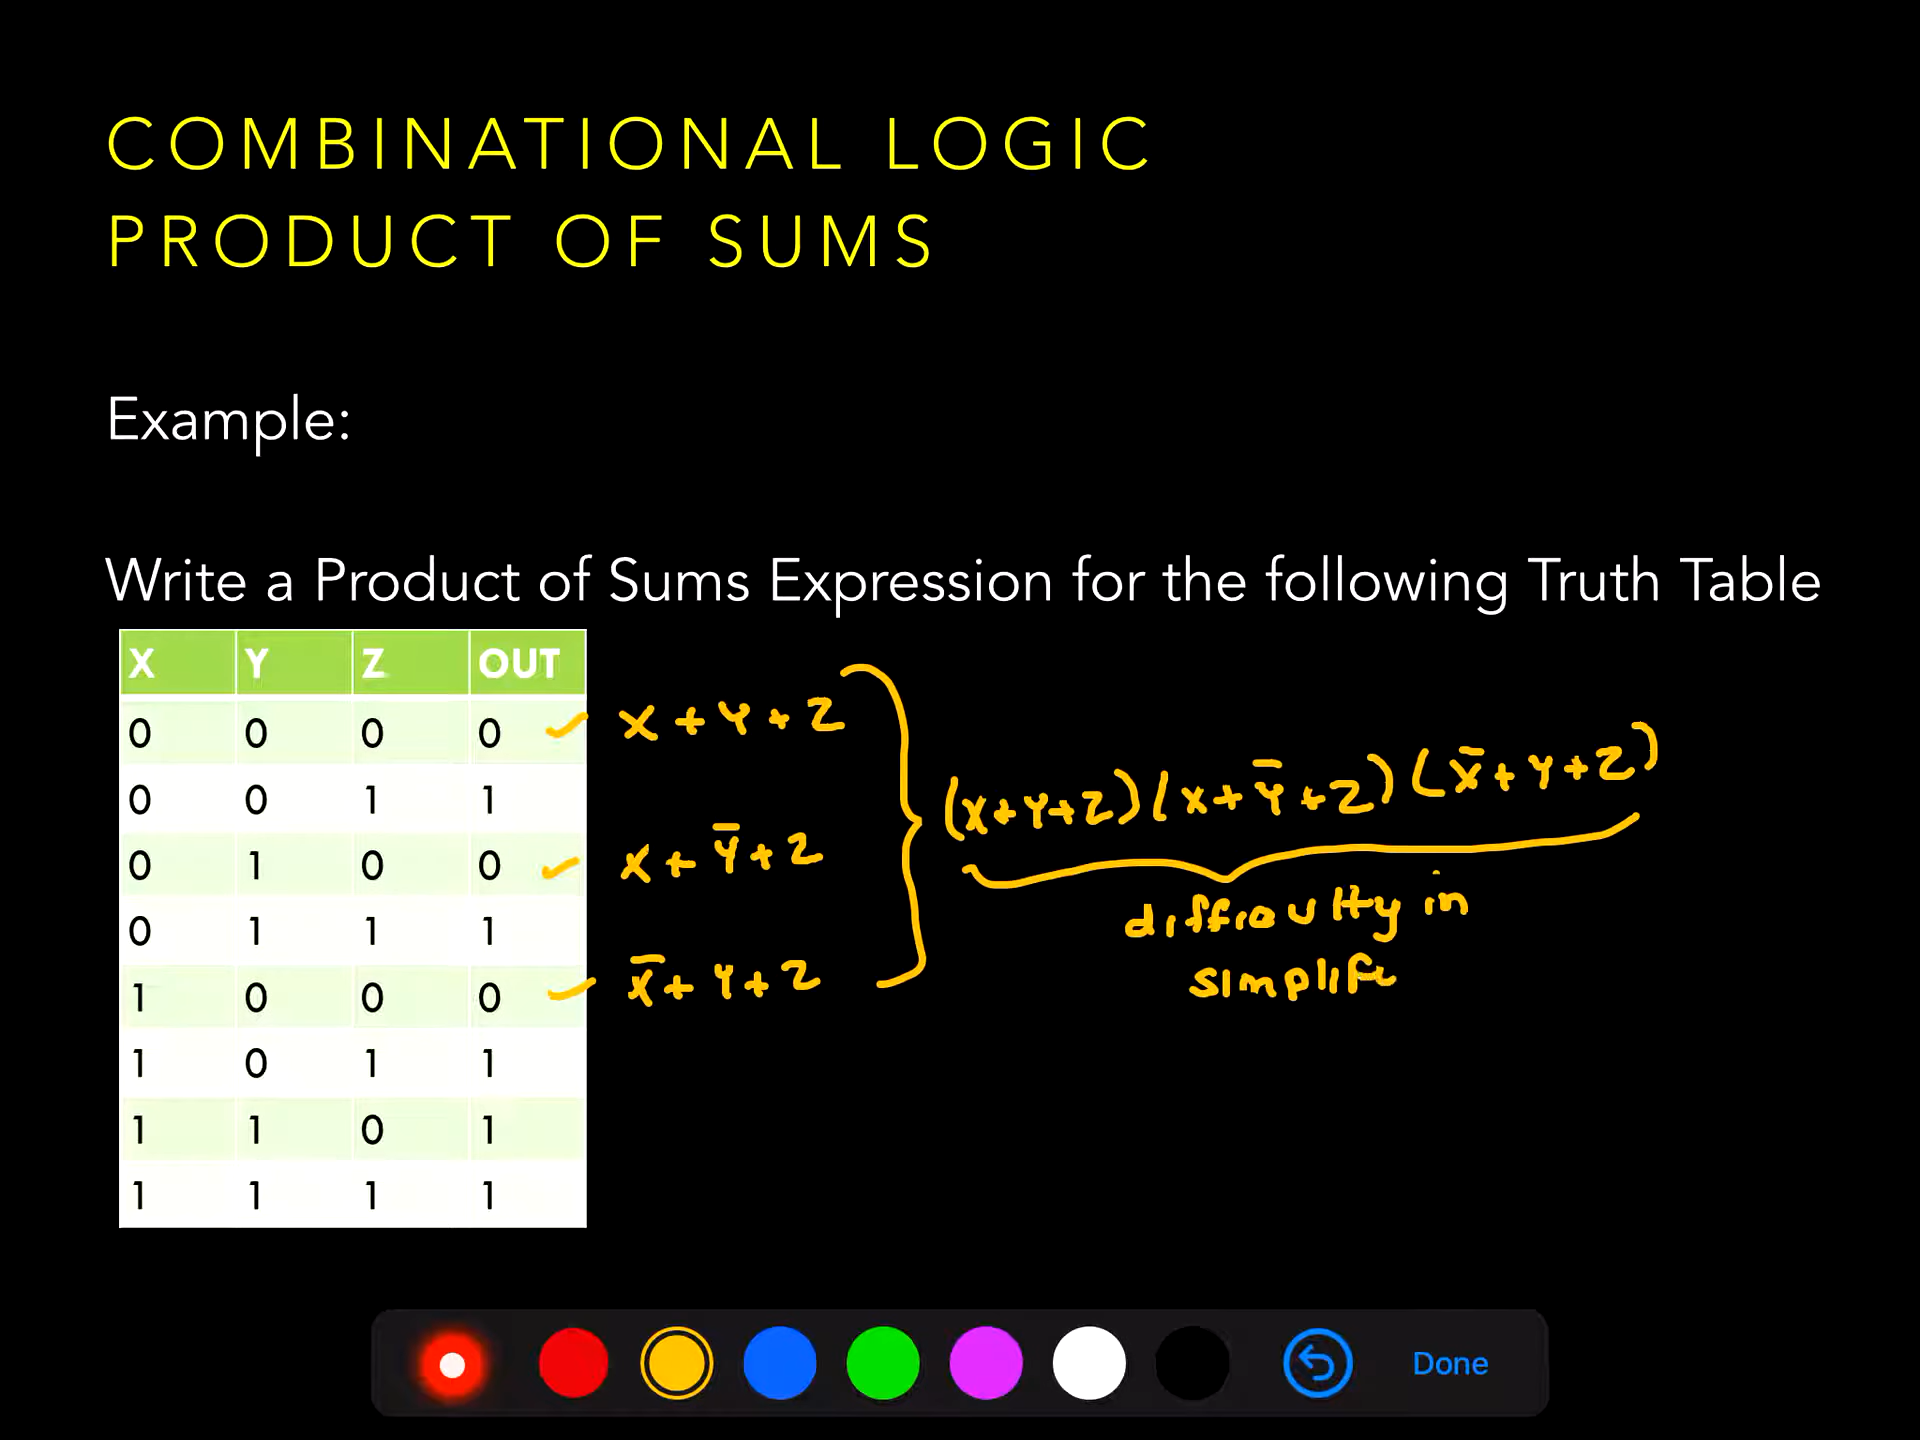 COMBINATIONAL LOGIC
PRODUCT OF SUMS
Example:
Write a Product of Sums Expression for the following Truth Table
X Y Z OUT
0 0 0 0 ✓ X + Y + Z
0 0 1 1
0 1 0 0 ✓ X + Y̅ + Z
0 1 1 1
1 0 0 0 ✓ X̅ + Y + Z
1 0 1 1
1 1 0 1
1 1 1 1
(X+Y+Z)(X+Y̅+Z)(X̅+Y+Z)
difficulty in
simplify
Done